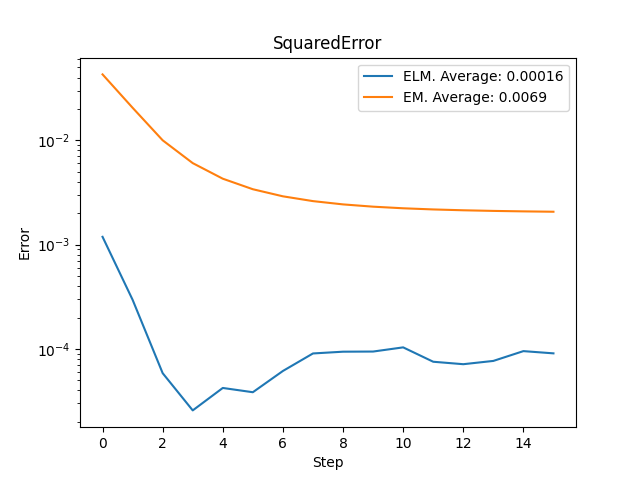 SquaredError
ELM. Average: 0.00016
EM. Average: 0.0069
Error
10⁻²
10⁻³
10⁻⁴
0 2 4 6 8 10 12 14
Step